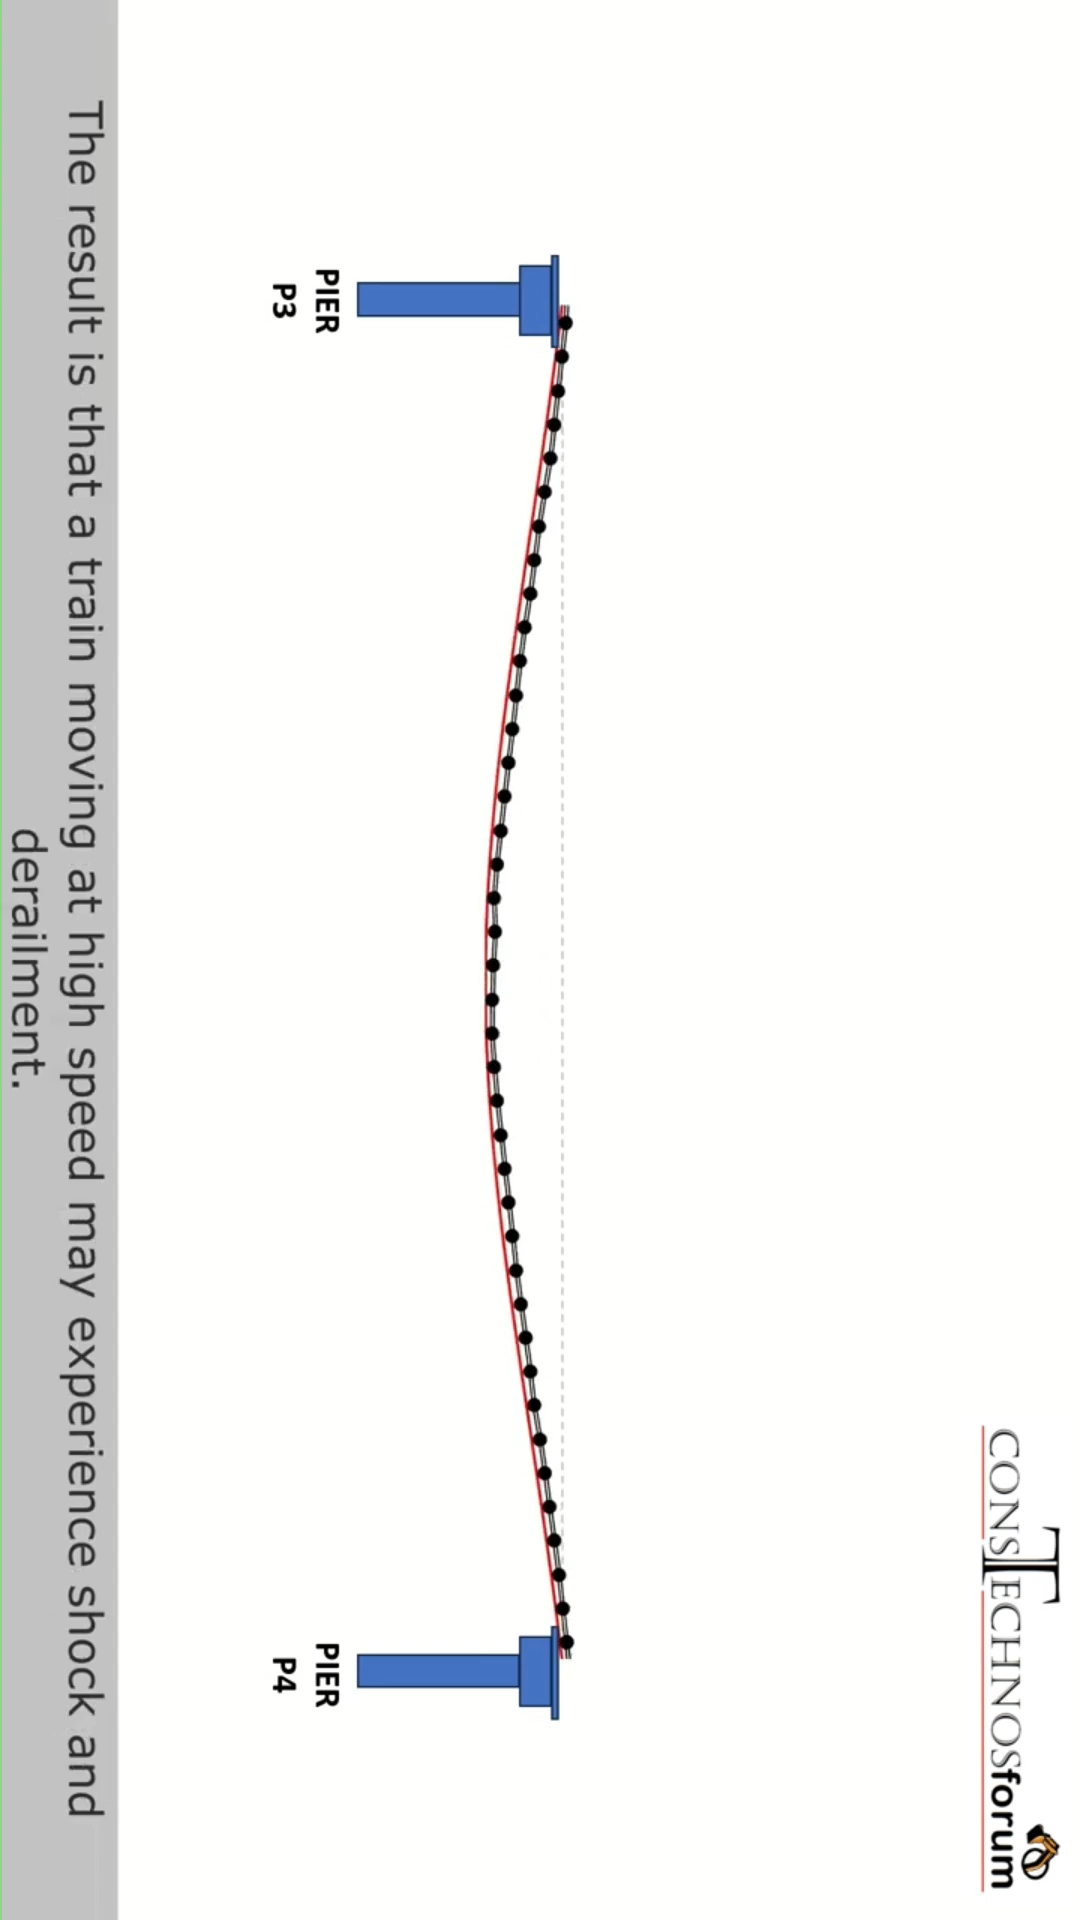 CONSTECHNOSforum
PIER
P3
PIER
P4
The result is that a train moving at high speed may experience shock and
derailment.